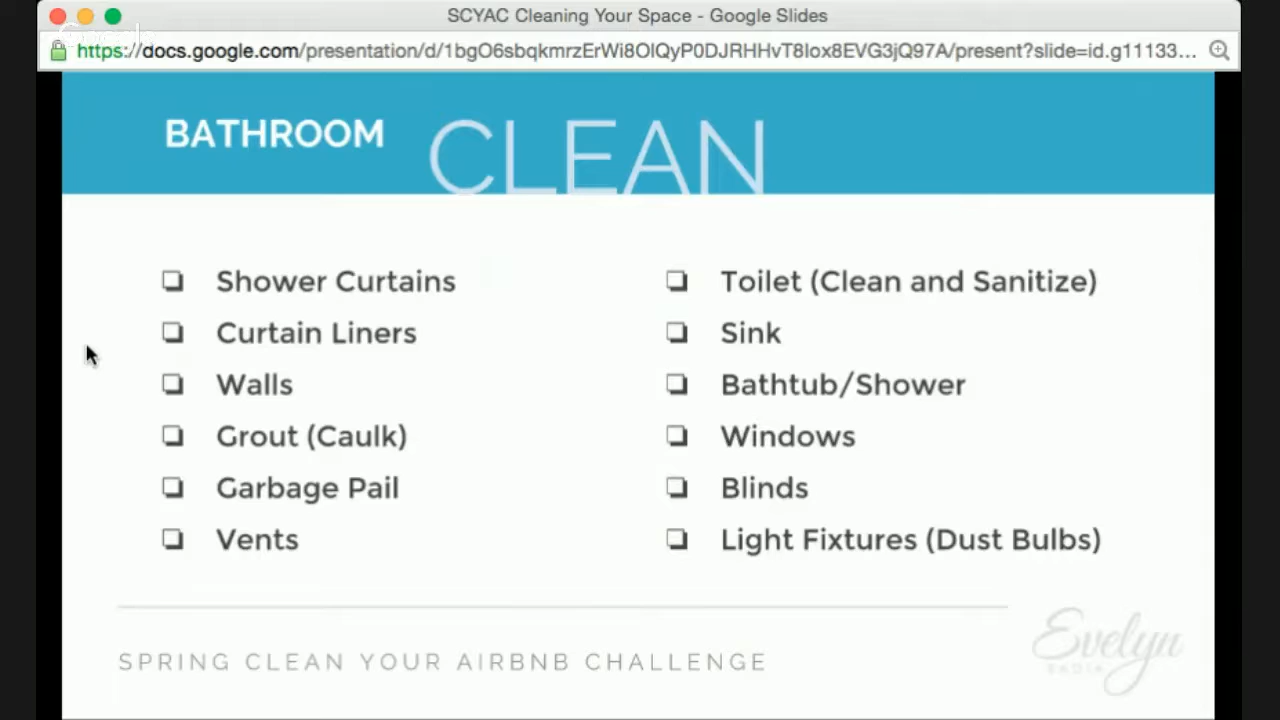 SCYAC Cleaning Your Space - Google Slides
https://docs.google.com/presentation/d/1bgO6sbqkmrzErWi8OlQyP0DJRHHvT8lox8EVG3jQ97A/present?slide=id.g11133...
BATHROOM CLEAN
Shower Curtains
Curtain Liners
Walls
Grout (Caulk)
Garbage Pail
Vents
Toilet (Clean and Sanitize)
Sink
Bathtub/Shower
Windows
Blinds
Light Fixtures (Dust Bulbs)
SPRING CLEAN YOUR AIRBNB CHALLENGE
Evelyn
BADIA